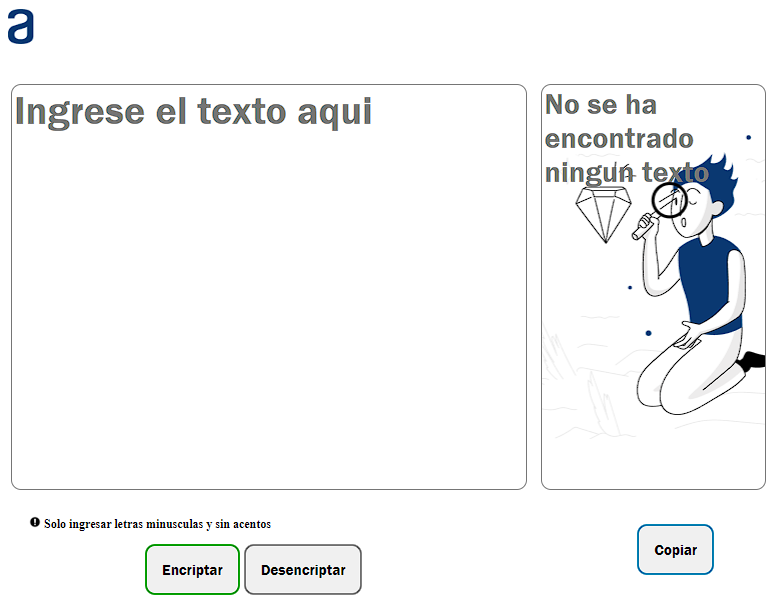 a
Ingrese el texto aqui
No se ha
encontrado
ningun texto
Solo ingresar letras minusculas y sin acentos
Encriptar
Desencriptar
Copiar